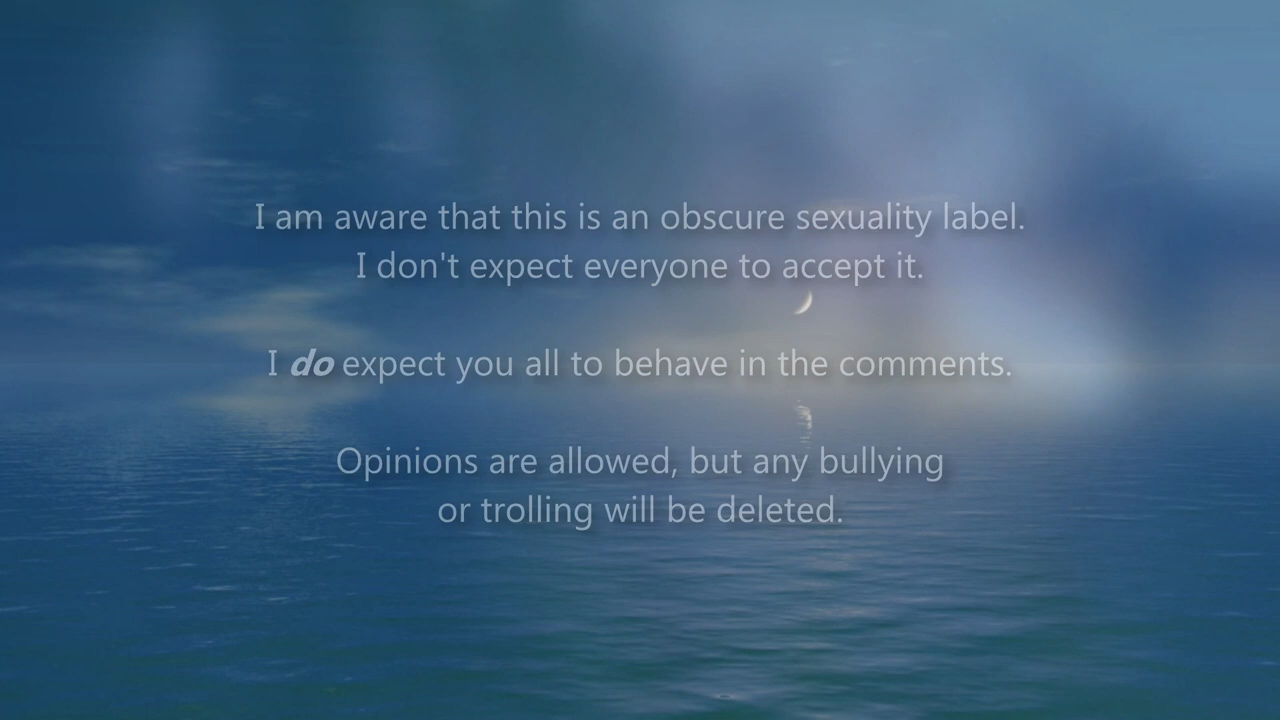 I am aware that this is an obscure sexuality label.
I don't expect everyone to accept it.
I do expect you all to behave in the comments.
Opinions are allowed, but any bullying
or trolling will be deleted.